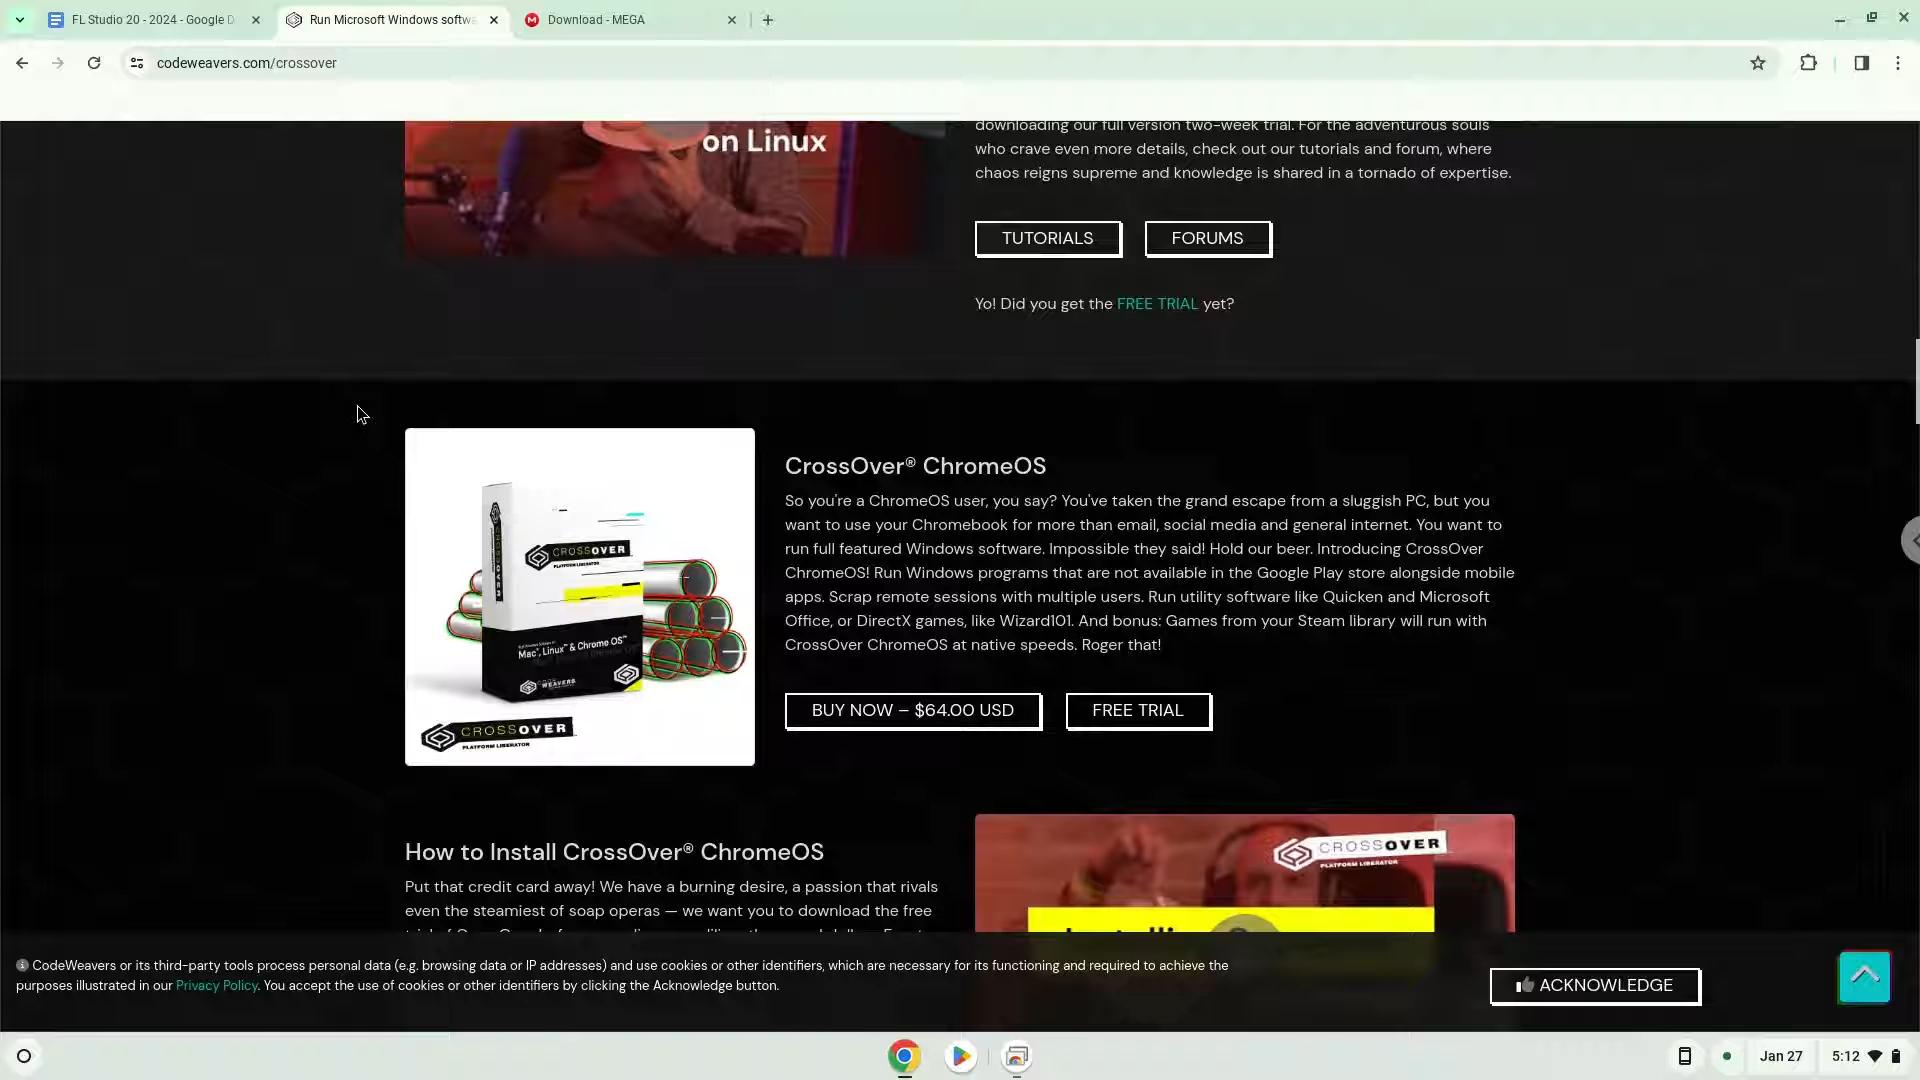 FL Studio 20 - 2024 - Google D
Run Microsoft Windows softwa
Download - MEGA
codeweavers.com/crossover
on Linux
downloading our full version two-week trial. For the adventurous souls
who crave even more details, check out our tutorials and forum, where
chaos reigns supreme and knowledge is shared in a tornado of expertise.
TUTORIALS
FORUMS
Yo! Did you get the FREE TRIAL yet?
CROSSOVER
PLATFORM LIBERATOR
Mac, Linux & Chrome OS
CROSSOVER
PLATFORM LIBERATOR
CrossOver® ChromeOS
So you're a ChromeOS user, you say? You've taken the grand escape from a sluggish PC, but you
want to use your Chromebook for more than email, social media and general internet. You want to
run full featured Windows software. Impossible they said! Hold our beer. Introducing CrossOver
ChromeOS! Run Windows programs that are not available in the Google Play store alongside mobile
apps. Scrap remote sessions with multiple users. Run utility software like Quicken and Microsoft
Office, or DirectX games, like Wizard101. And bonus: Games from your Steam library will run with
CrossOver ChromeOS at native speeds. Roger that!
BUY NOW – $64.00 USD
FREE TRIAL
How to Install CrossOver® ChromeOS
Put that credit card away! We have a burning desire, a passion that rivals
even the steamiest of soap operas — we want you to download the free
CROSSOVER
PLATFORM LIBERATOR
CodeWeavers or its third-party tools process personal data (e.g. browsing data or IP addresses) and use cookies or other identifiers, which are necessary for its functioning and required to achieve the
purposes illustrated in our Privacy Policy. You accept the use of cookies or other identifiers by clicking the Acknowledge button.
ACKNOWLEDGE
Jan 27
5:12